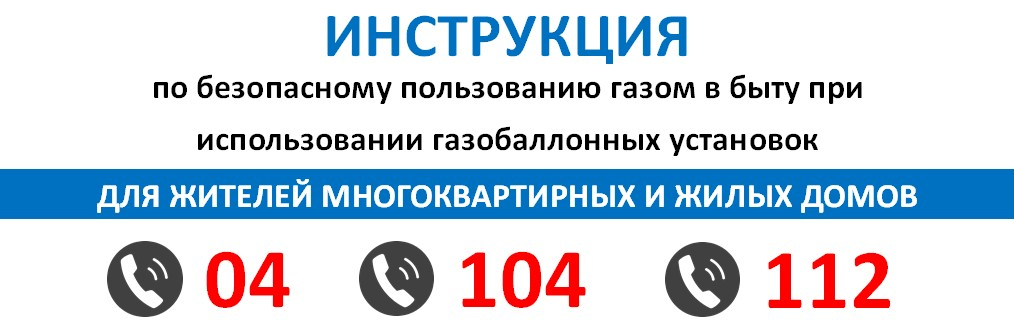 ИНСТРУКЦИЯ
по безопасному пользованию газом в быту при
использовании газобаллонных установок
ДЛЯ ЖИТЕЛЕЙ МНОГОКВАРТИРНЫХ И ЖИЛЫХ ДОМОВ
04 104 112